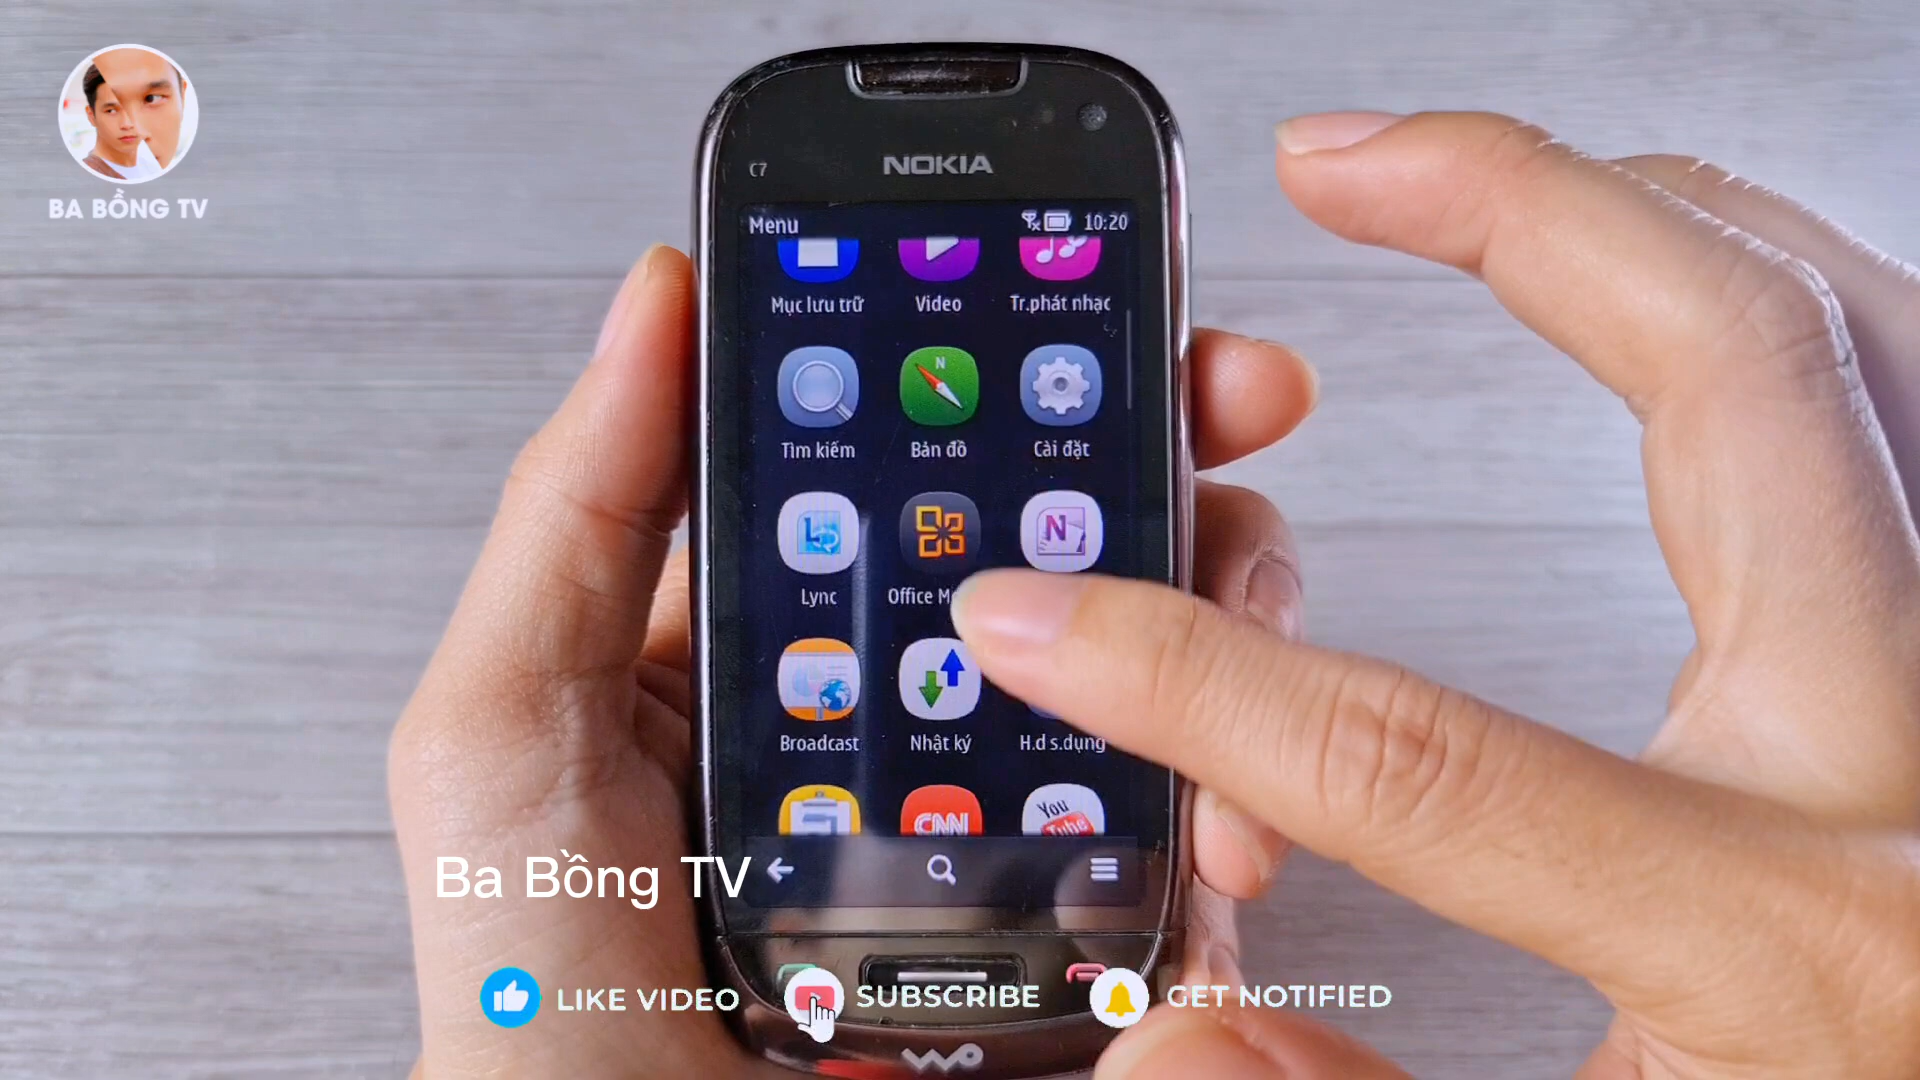 BA BỒNG TV
C7
NOKIA
Menu
10:20
Mục lưu trữ
Video
Tr.phát nhạc
N
Tìm kiếm
Bản đồ
Cài đặt
L
N
Lync
Office
Broadcast
Nhật ký
H.d s.dụng
CNN
You
Tube
Ba Bồng TV
LIKE VIDEO
SUBSCRIBE
GET NOTIFIED